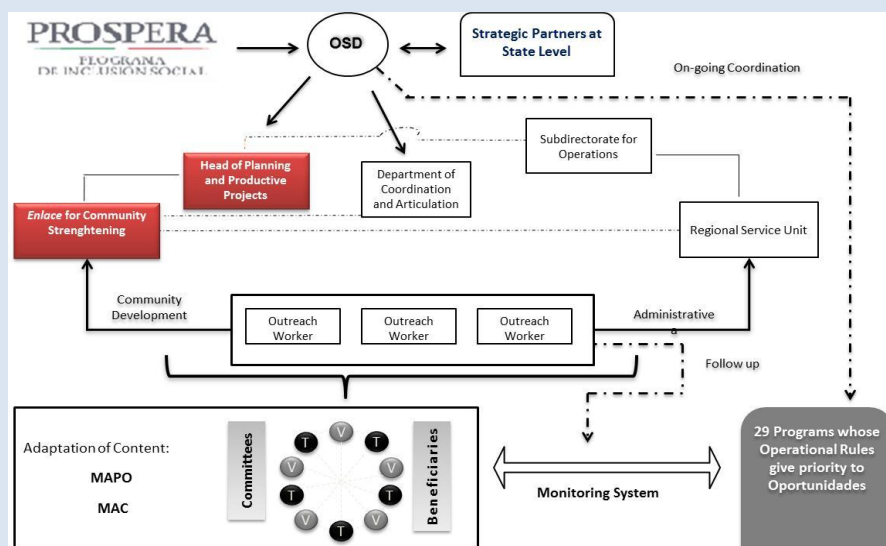 PROSPERA
PROGRAMA
DE INCLUSIÓN SOCIAL
OSD
Strategic Partners at
State Level
On-going Coordination
Head of Planning
and Productive
Projects
Department of
Coordination
and Articulation
Subdirectorate for
Operations
Enlace for Community
Strenghtening
Regional Service Unit
Community
Development
Outreach
Worker
Outreach
Worker
Outreach
Worker
Administrative
a
Follow up
Adaptation of Content:
MAPO
MAC
Committees
V
T
V
T
V
T
V
T
V
T
Beneficiaries
Monitoring System
29 Programs whose
Operational Rules
give priority to
Oportunidades